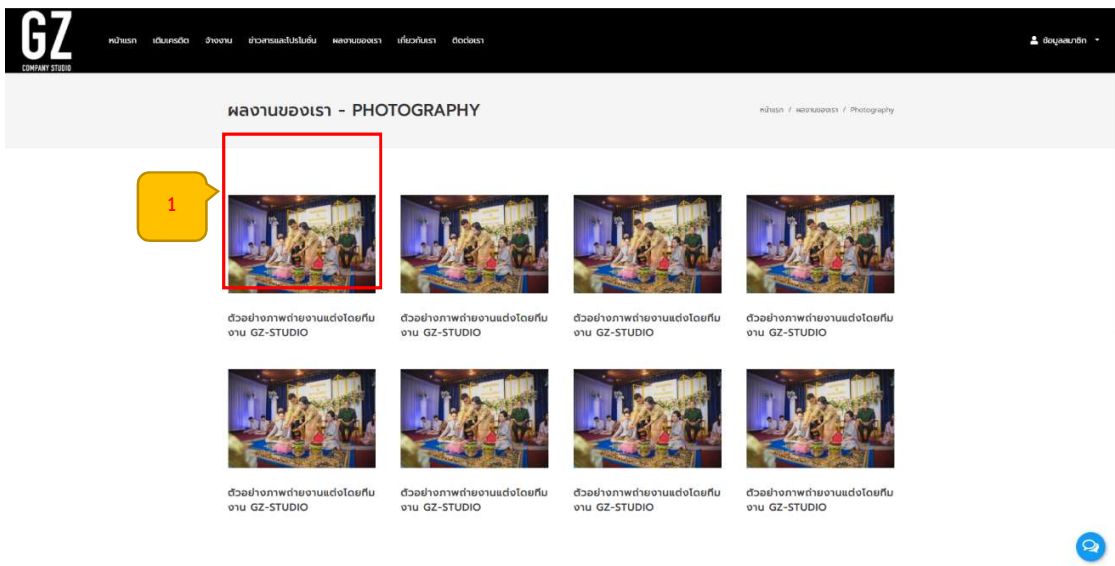 GZ
COMPANY STUDIO
หน้าแรก เติมเครดิต จ้างงาน ข่าวสารและโปรโมชั่น ผลงานของเรา เกี่ยวกับเรา ติดต่อเรา ข้อมูลสมาชิก
ผลงานของเรา - PHOTOGRAPHY
หน้าแรก / ผลงานของเรา / Photography
1
ตัวอย่างภาพถ่ายงานแต่งโดยทีม ตัวอย่างภาพถ่ายงานแต่งโดยทีม ตัวอย่างภาพถ่ายงานแต่งโดยทีม ตัวอย่างภาพถ่ายงานแต่งโดยทีม
งาน GZ-STUDIO งาน GZ-STUDIO งาน GZ-STUDIO งาน GZ-STUDIO
ตัวอย่างภาพถ่ายงานแต่งโดยทีม ตัวอย่างภาพถ่ายงานแต่งโดยทีม ตัวอย่างภาพถ่ายงานแต่งโดยทีม ตัวอย่างภาพถ่ายงานแต่งโดยทีม
งาน GZ-STUDIO งาน GZ-STUDIO งาน GZ-STUDIO งาน GZ-STUDIO